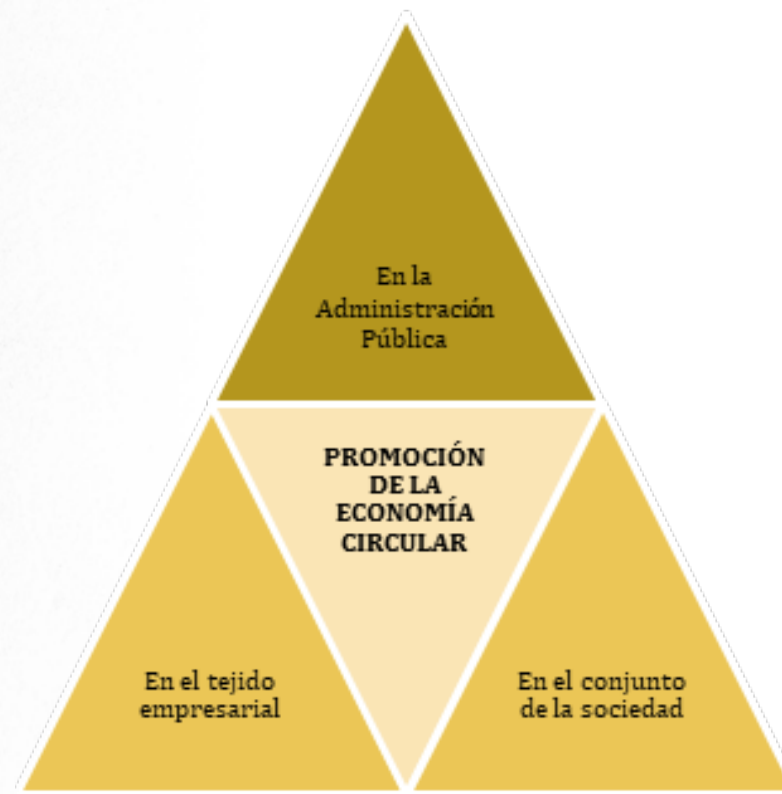 En la
Administración
Pública
PROMOCIÓN
DE LA
ECONOMÍA
CIRCULAR
En el tejido
empresarial
En el conjunto
de la sociedad